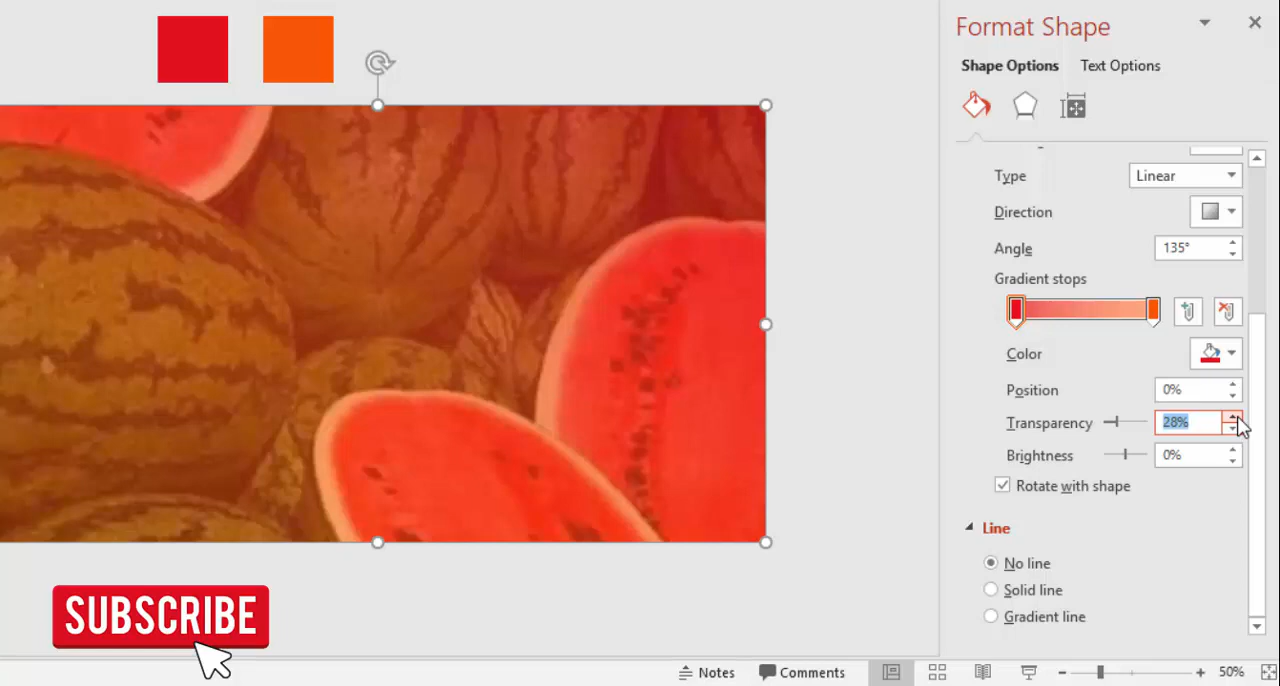 Format Shape
Shape Options Text Options
Type Linear
Direction
Angle 135°
Gradient stops
Color
Position 0%
Transparency 28%
Brightness 0%
Rotate with shape
Line
No line
Solid line
Gradient line
SUBSCRIBE
Notes Comments 50%